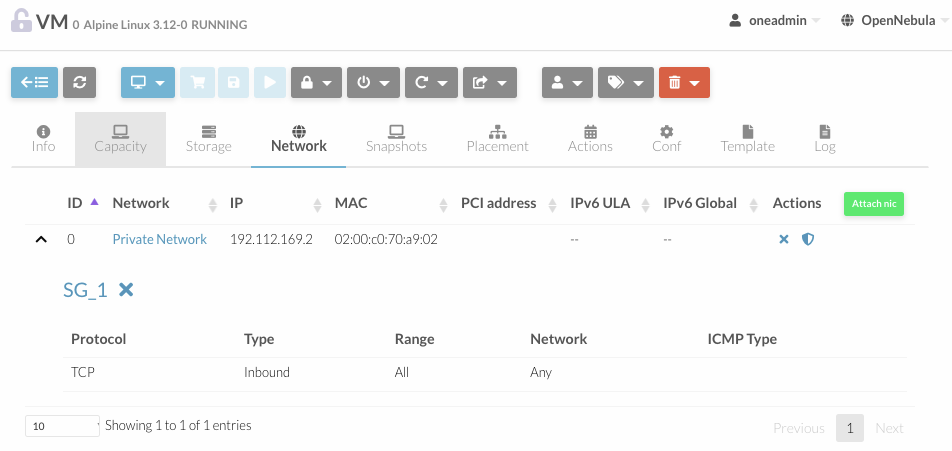 VM 0 Alpine Linux 3.12-0 RUNNING oneadmin OpenNebula
Info Capacity Storage Network Snapshots Placement Actions Conf Template Log
ID Network IP MAC PCI address IPv6 ULA IPv6 Global Actions Attach nic
0 Private Network 192.112.169.2 02:00:c0:70:a9:02 -- --
SG_1
Protocol Type Range Network ICMP Type
TCP Inbound All Any
10 Showing 1 to 1 of 1 entries Previous 1 Next